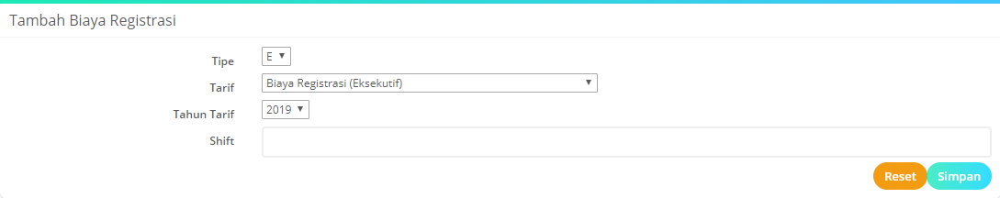 Tambah Biaya Registrasi
Tipe E
Tarif Biaya Registrasi (Eksekutif)
Tahun Tarif 2019
Shift
Reset Simpan